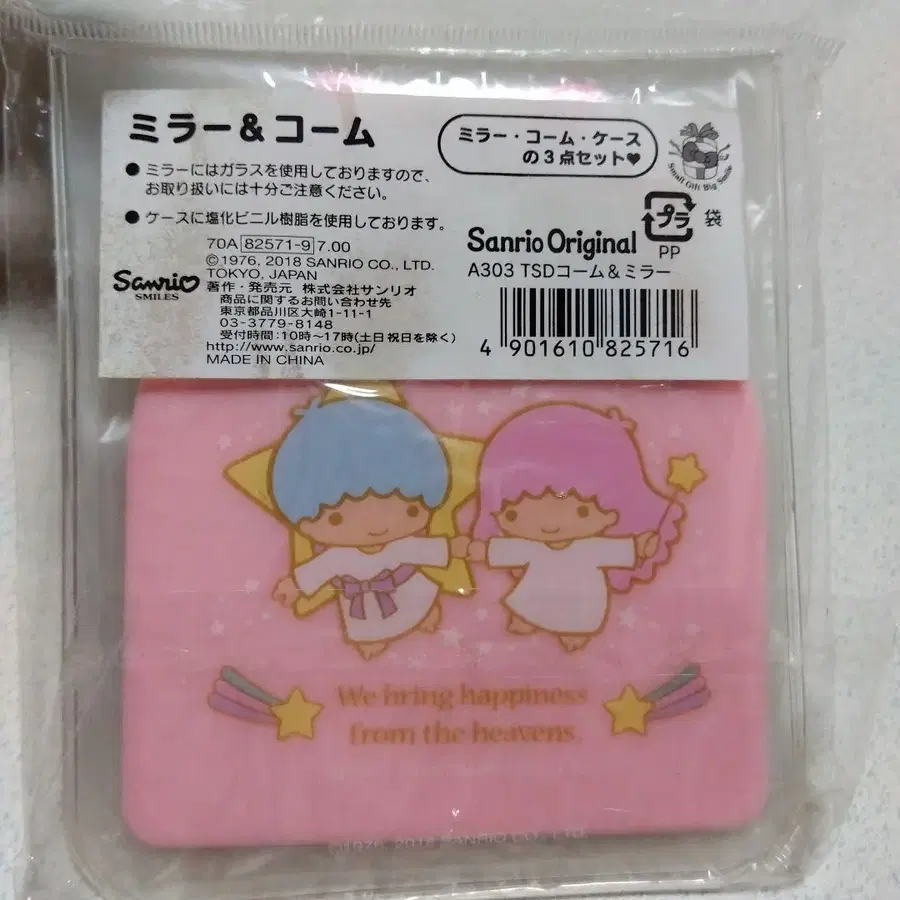 ミラー＆コーム
ミラー・コーム・ケース
の３点セット♥
Small Gift Big Smile
● ミラーにはガラスを使用しておりますので、
お取り扱いには十分ご注意ください。
● ケースに塩化ビニル樹脂を使用しております。
プラ
袋
PP
70A 82571-9 7.00
©1976, 2018 SANRIO CO., LTD.
TOKYO, JAPAN
Sanrio
SMILES
著作・発売元 株式会社サンリオ
商品に関するお問い合わせ先
東京都品川区大崎1-11-1
03-3779-8148
受付時間:10時～17時(土日祝日を除く)
http://www.sanrio.co.jp/
MADE IN CHINA
Sanrio Original
A303 TSDコーム＆ミラー
4 901610 825716
We bring happiness
from the heavens.
©1976, 2018 SANRIO CO., LTD.